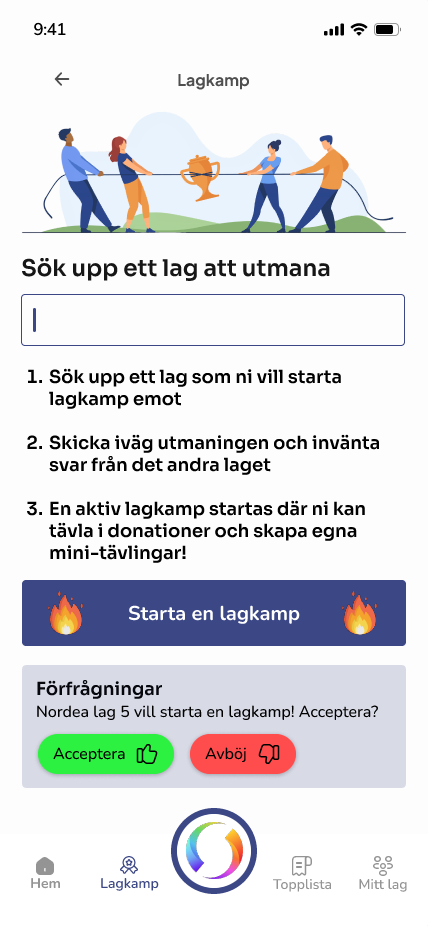 9:41
Lagkamp
Sök upp ett lag att utmana
1. Sök upp ett lag som ni vill starta
lagkamp emot
2. Skicka iväg utmaningen och invänta
svar från det andra laget
3. En aktiv lagkamp startas där ni kan
tävla i donationer och skapa egna
mini-tävlingar!
Starta en lagkamp
Förfrågningar
Nordea lag 5 vill starta en lagkamp! Acceptera?
Acceptera
Avböj
Hem
Lagkamp
Topplista
Mitt lag